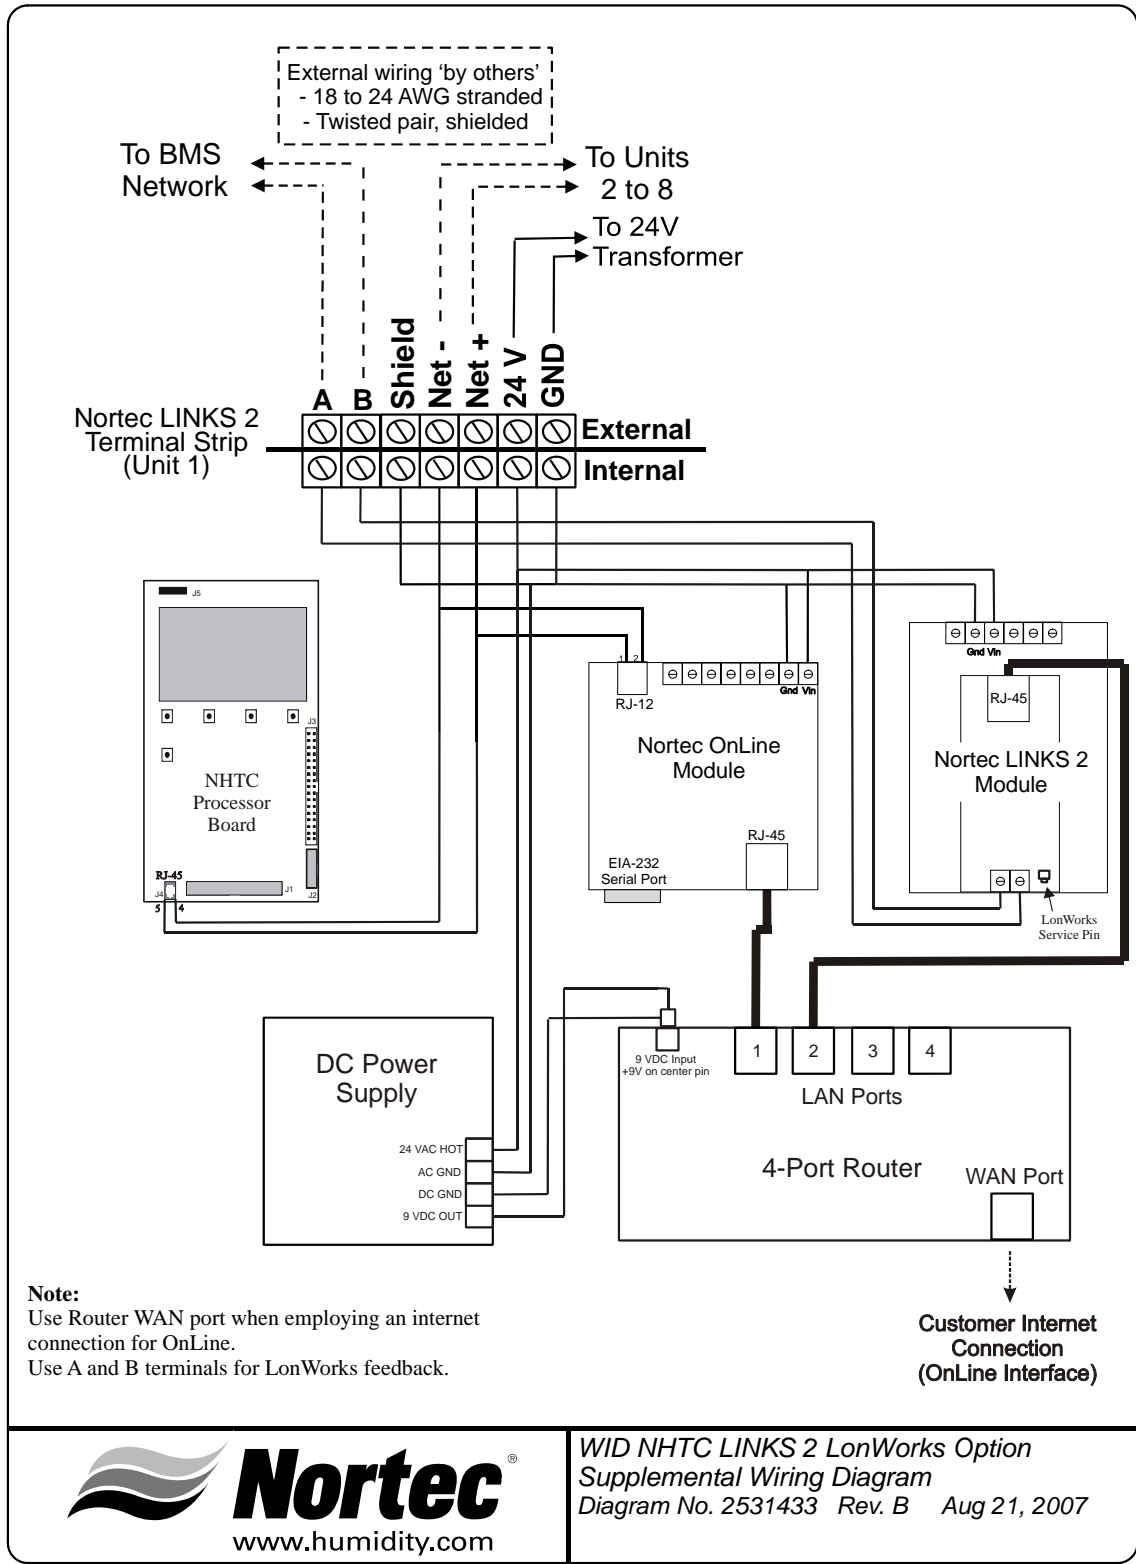 External wiring ‘by others’
- 18 to 24 AWG stranded
- Twisted pair, shielded
To BMS
Network
To Units
2 to 8
To 24V
Transformer
A
B
Shield
Net -
Net +
24 V
GND
Nortec LINKS 2
Terminal Strip
(Unit 1)
External
Internal
J5
J3
NHTC
Processor
Board
RJ-45
J4
J1
J2
5
4
1
2
RJ-12
Gnd Vin
Nortec OnLine
Module
RJ-45
EIA-232
Serial Port
Gnd Vin
RJ-45
Nortec LINKS 2
Module
LonWorks
Service Pin
DC Power
Supply
24 VAC HOT
AC GND
DC GND
9 VDC OUT
9 VDC Input
+9V on center pin
1
2
3
4
LAN Ports
4-Port Router
WAN Port
Customer Internet
Connection
(OnLine Interface)
Note:
Use Router WAN port when employing an internet
connection for OnLine.
Use A and B terminals for LonWorks feedback.
Nortec®
www.humidity.com
WID NHTC LINKS 2 LonWorks Option
Supplemental Wiring Diagram
Diagram No. 2531433 Rev. B Aug 21, 2007